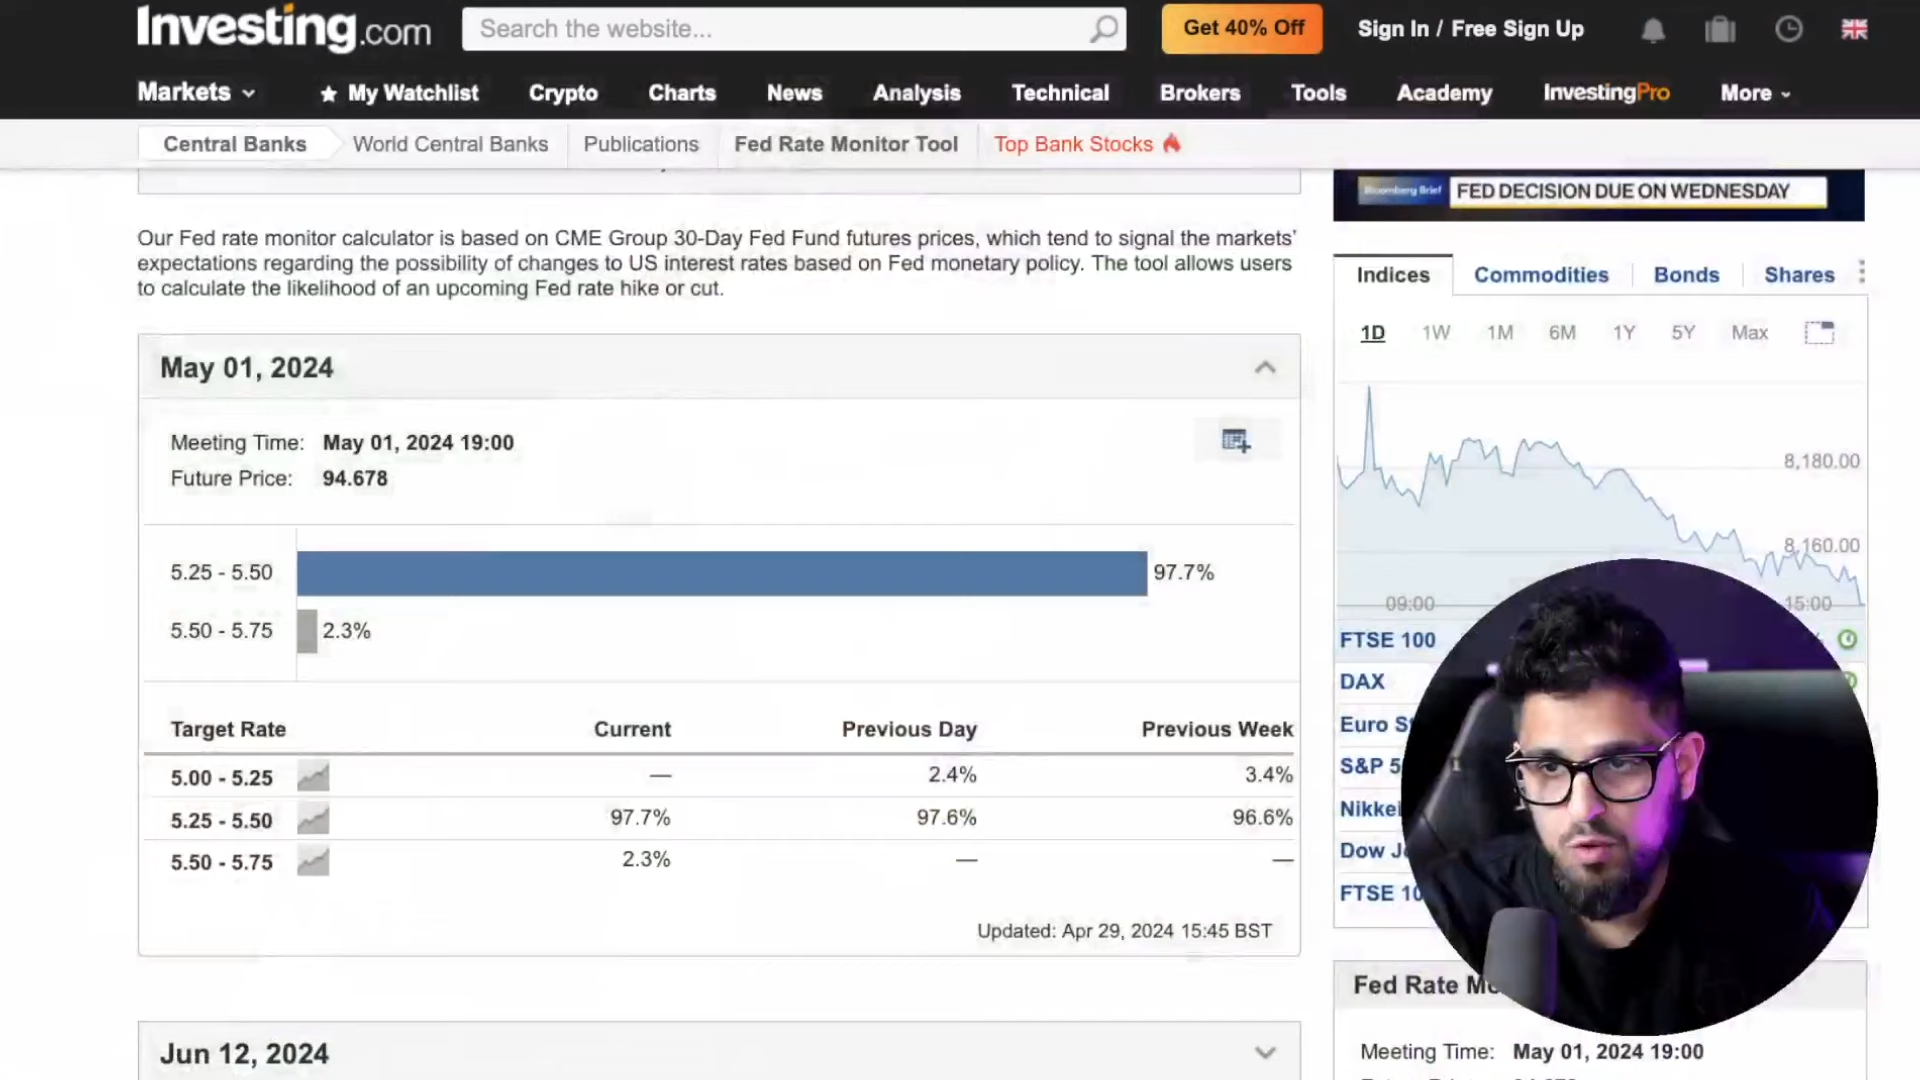 Investing.com
Search the website...
Get 40% Off
Sign In / Free Sign Up
Markets
My Watchlist
Crypto
Charts
News
Analysis
Technical
Brokers
Tools
Academy
InvestingPro
More
Central Banks
World Central Banks
Publications
Fed Rate Monitor Tool
Top Bank Stocks
Bloomberg Brief
FED DECISION DUE ON WEDNESDAY
Our Fed rate monitor calculator is based on CME Group 30-Day Fed Fund futures prices, which tend to signal the markets'
expectations regarding the possibility of changes to US interest rates based on Fed monetary policy. The tool allows users
to calculate the likelihood of an upcoming Fed rate hike or cut.
May 01, 2024
Meeting Time: May 01, 2024 19:00
Future Price: 94.678
5.25 - 5.50 97.7%
5.50 - 5.75 2.3%
Target Rate Current Previous Day Previous Week
5.00 - 5.25 — 2.4% 3.4%
5.25 - 5.50 97.7% 97.6% 96.6%
5.50 - 5.75 2.3% — —
Updated: Apr 29, 2024 15:45 BST
Jun 12, 2024
Indices
Commodities
Bonds
Shares
1D 1W 1M 6M 1Y 5Y Max
8,180.00
8,160.00
09:00 15:00
FTSE 100
DAX
Euro S
S&P 5
Nikkei
Dow J
FTSE 10
Fed Rate Mo
Meeting Time: May 01, 2024 19:00